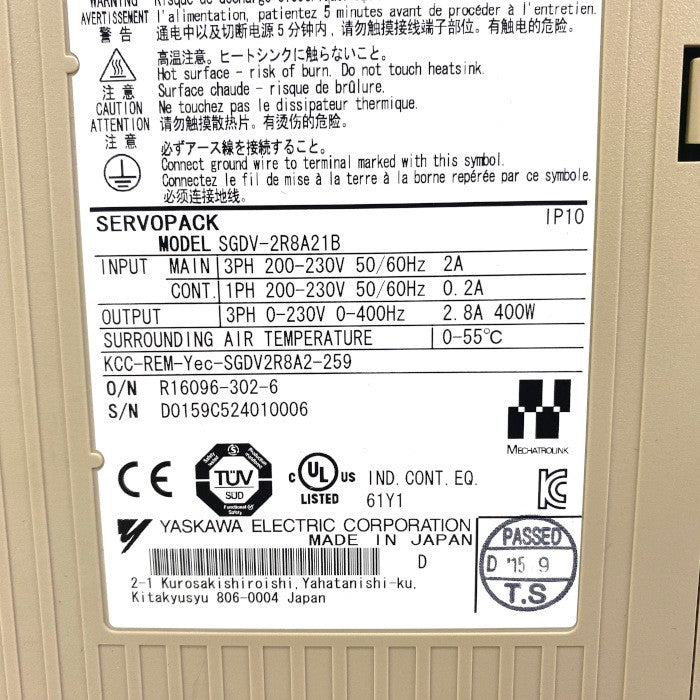 WARNING Risque de décharge électrique
AVERTISSEMENT l'alimentation, patientez 5 minutes avant de procéder à l'entretien.
警 告 通电中以及切断电源 5 分钟内，请勿触摸接线端子部位。有触电的危险。
高温注意。ヒートシンクに触らないこと。
注 意 Hot surface - risk of burn. Do not touch heatsink.
CAUTION Surface chaude - risque de brûlure.
ATTENTION Ne touchez pas le dissipateur thermique.
注 意 请勿触摸散热片。有烫伤的危险。
必ずアース線を接続すること。
Connect ground wire to terminal marked with this symbol.
Connectez le fil de mise à la terre à la borne repérée par ce symbole.
必须连接地线。
SERVOPACK IP10
MODEL SGDV-2R8A21B
INPUT MAIN 3PH 200-230V 50/60Hz 2A
CONT. 1PH 200-230V 50/60Hz 0.2A
OUTPUT 3PH 0-230V 0-400Hz 2.8A 400W
SURROUNDING AIR TEMPERATURE 0-55℃
KCC-REM-Yec-SGDV2R8A2-259
O/N R16096-302-6
S/N D0159C524010006
MECHATROLINK
CE
Safety tested
Production monitored
TÜV
SÜD
Functional Safety
C UL US
LISTED
IND. CONT. EQ.
61Y1
YASKAWA ELECTRIC CORPORATION
MADE IN JAPAN
D
2-1 Kurosakishiroishi, Yahatanishi-ku,
Kitakyusyu 806-0004 Japan
PASSED
D '15 9
T.S